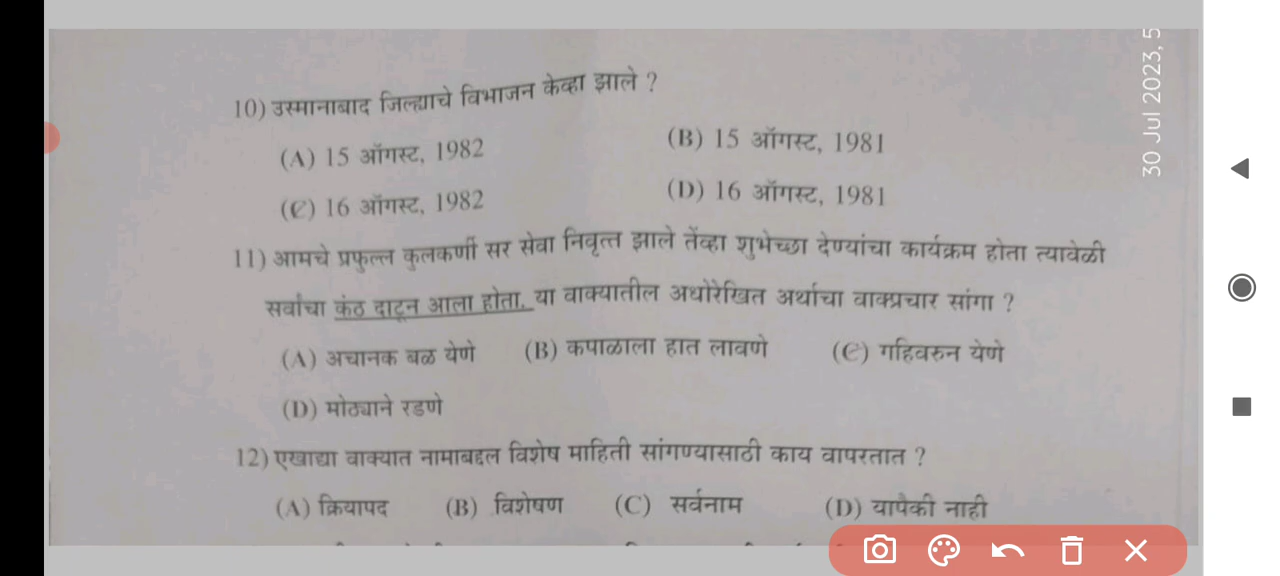 30 Jul 2023, 5
10) उस्मानाबाद जिल्ह्याचे विभाजन केव्हा झाले ?
(A) 15 ऑगस्ट, 1982 (B) 15 ऑगस्ट, 1981
(C) 16 ऑगस्ट, 1982 (D) 16 ऑगस्ट, 1981
11) आमचे प्रफुल्ल कुलकर्णी सर सेवा निवृत्त झाले तेंव्हा शुभेच्छा देण्यांचा कार्यक्रम होता त्यावेळी
सर्वांचा कंठ दाटून आला होता. या वाक्यातील अधोरेखित अर्थाचा वाक्प्रचार सांगा ?
(A) अचानक बळ येणे (B) कपाळाला हात लावणे (C) गहिवरुन येणे
(D) मोठ्याने रडणे
12) एखाद्या वाक्यात नामाबद्दल विशेष माहिती सांगण्यासाठी काय वापरतात ?
(A) क्रियापद (B) विशेषण (C) सर्वनाम (D) यापैकी नाही